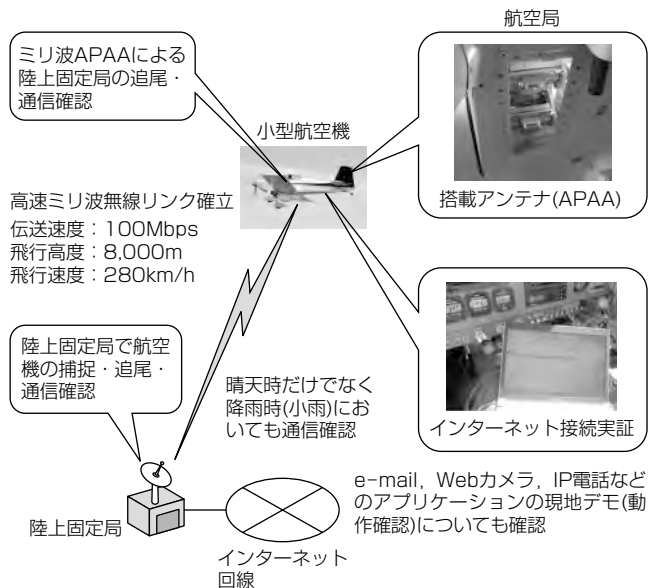 航空局
ミリ波APAAによる
陸上固定局の追尾・
通信確認
小型航空機
搭載アンテナ(APAA)
高速ミリ波無線リンク確立
伝送速度：100Mbps
飛行高度：8,000m
飛行速度：280km/h
陸上固定局で航空
機の捕捉・追尾・
通信確認
晴天時だけでなく
降雨時(小雨)にお
いても通信確認
インターネット接続実証
e-mail，Webカメラ，IP電話など
のアプリケーションの現地デモ(動
作確認)についても確認
陸上固定局
インターネット
回線